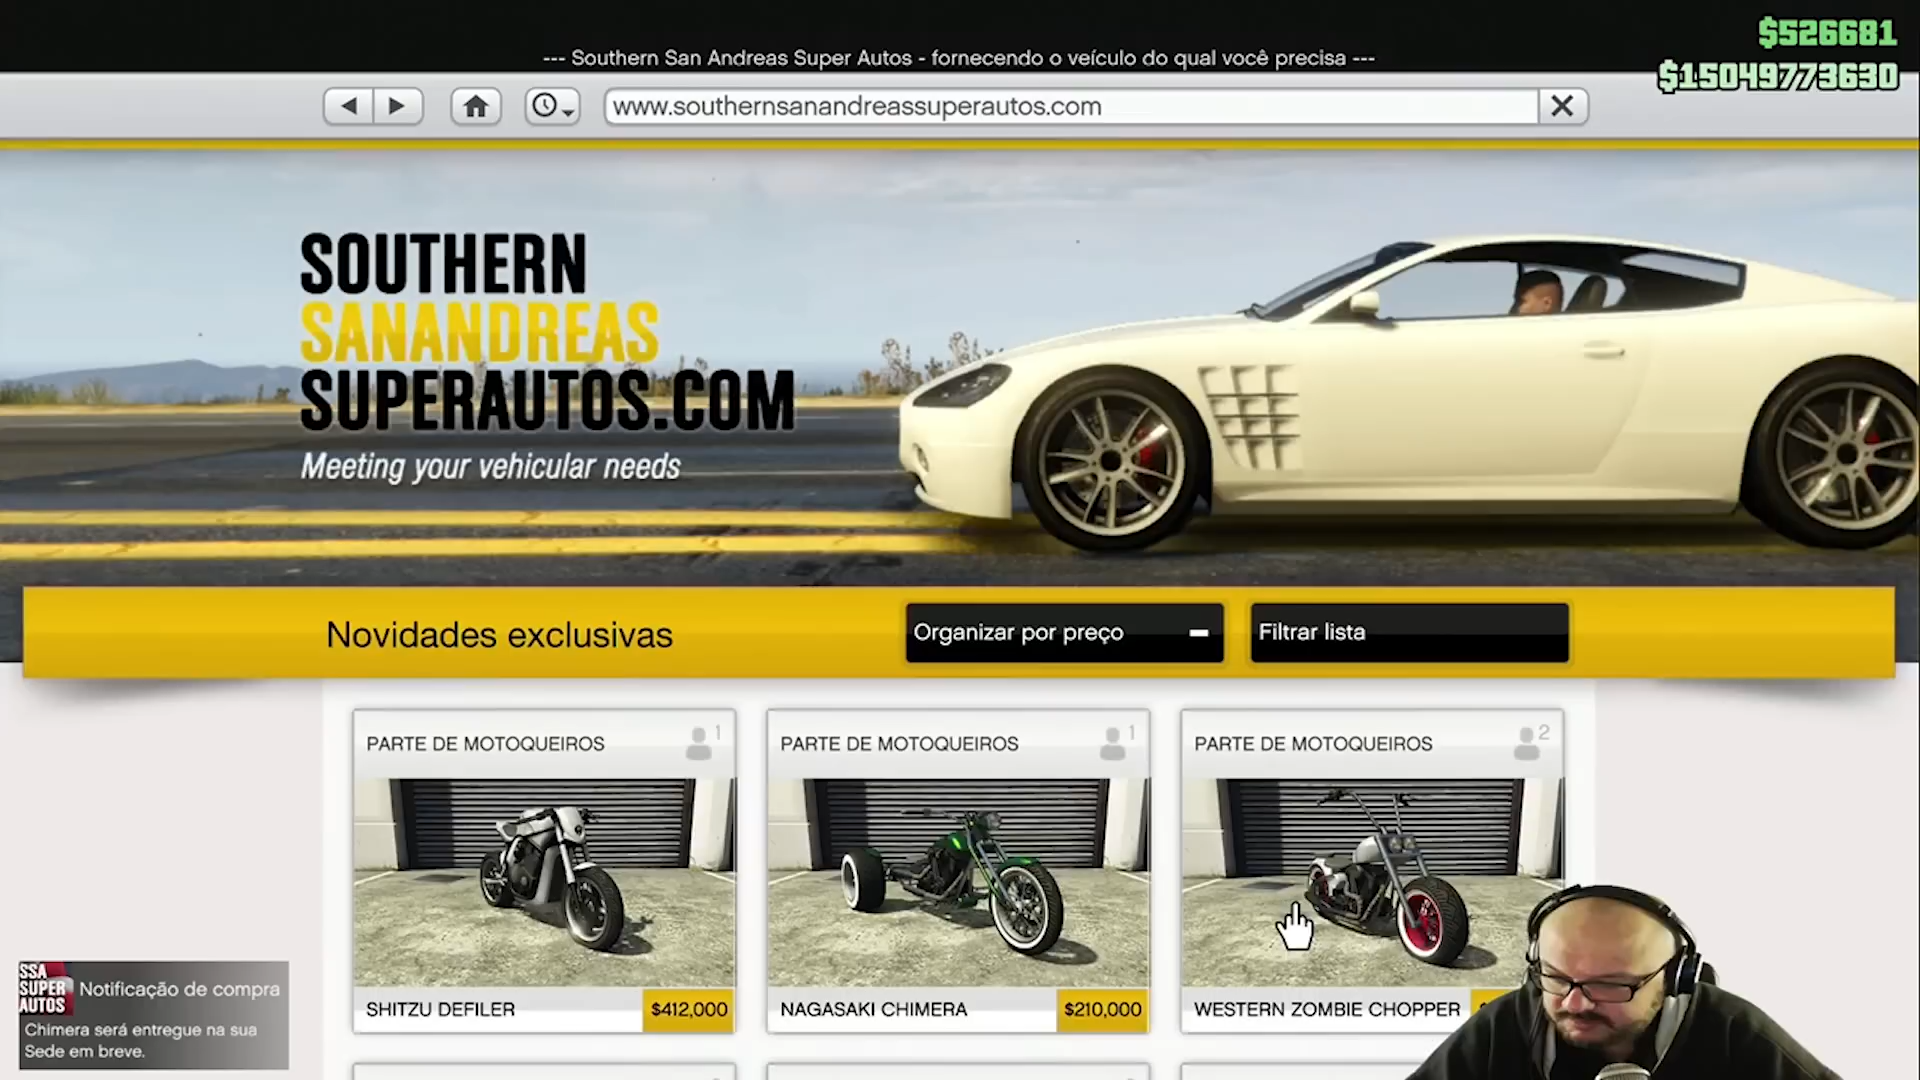 $526681
--- Southern San Andreas Super Autos - fornecendo o veículo do qual você precisa ---
$15049773630
www.southernsanandreassuperautos.com
SOUTHERN
SANANDREAS
SUPERAUTOS.COM
Meeting your vehicular needs
Novidades exclusivas
Organizar por preço
Filtrar lista
PARTE DE MOTOQUEIROS 1
PARTE DE MOTOQUEIROS 1
PARTE DE MOTOQUEIROS 2
SHITZU DEFILER $412,000
NAGASAKI CHIMERA $210,000
WESTERN ZOMBIE CHOPPER
SSA
SUPER
AUTOS
Notificação de compra
Chimera será entregue na sua
Sede em breve.